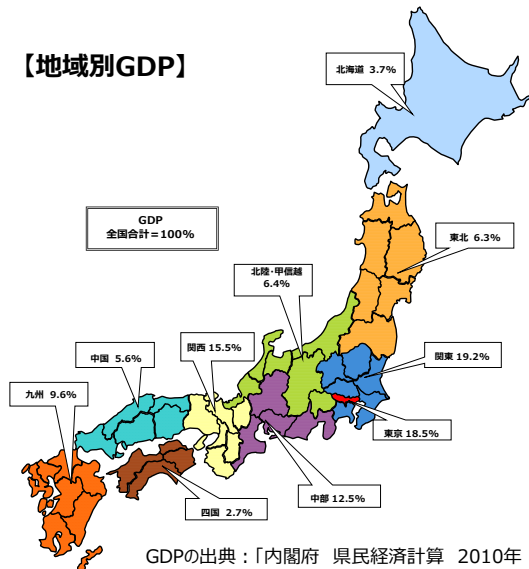 【地域別GDP】
北海道 3.7%
GDP
全国合計＝100%
東北 6.3%
北陸・甲信越
6.4%
関西 15.5%
中国 5.6%
関東 19.2%
九州 9.6%
東京 18.5%
中部 12.5%
四国 2.7%
GDPの出典：「内閣府 県民経済計算 2010年